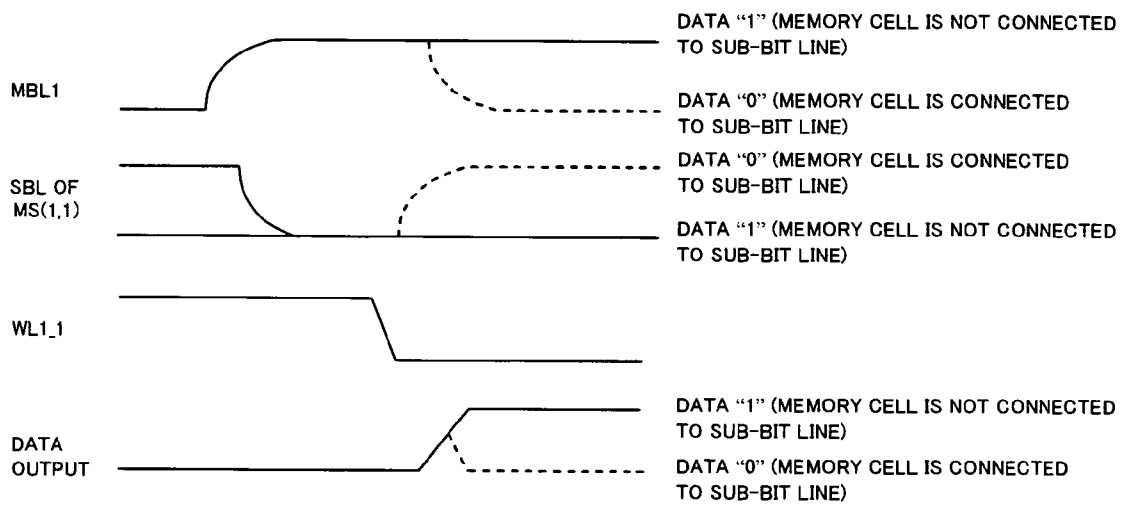 DATA “1” (MEMORY CELL IS NOT CONNECTED
TO SUB-BIT LINE)
MBL1
DATA “0” (MEMORY CELL IS CONNECTED
TO SUB-BIT LINE)
DATA “0” (MEMORY CELL IS CONNECTED
TO SUB-BIT LINE)
SBL OF
MS(1,1)
DATA “1” (MEMORY CELL IS NOT CONNECTED
TO SUB-BIT LINE)
WL1_1
DATA “1” (MEMORY CELL IS NOT CONNECTED
TO SUB-BIT LINE)
DATA
OUTPUT
DATA “0” (MEMORY CELL IS CONNECTED
TO SUB-BIT LINE)